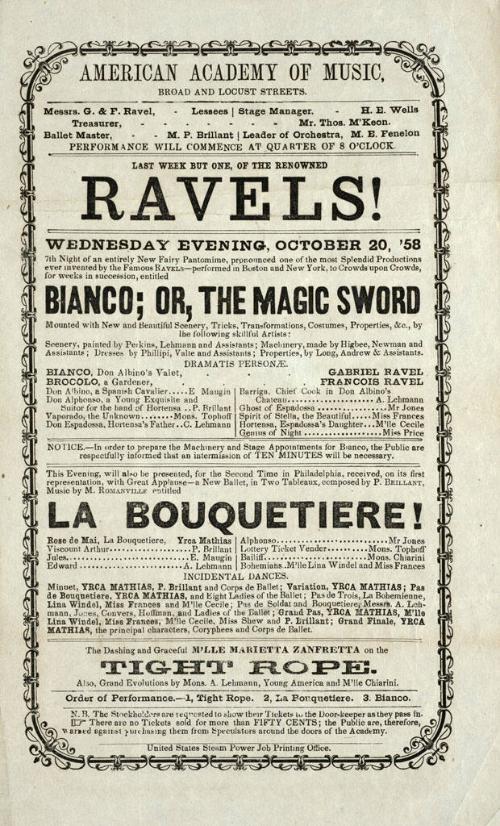 AMERICAN ACADEMY OF MUSIC,
BROAD AND LOCUST STREETS.
Messrs. G. & F. Ravel, - Lessees | Stage Manager, - H. E. Wells
Treasurer, - - - - - - - Mr. Thos. M'Keon.
Ballet Master, - - M. P. Brillant | Leader of Orchestra, M. E. Fenelon
PERFORMANCE WILL COMMENCE AT QUARTER OF 8 O'CLOCK.
LAST WEEK BUT ONE, OF THE RENOWNED
RAVELS!
WEDNESDAY EVENING, OCTOBER 20, '58
7th Night of an entirely New Fairy Pantomime, pronounced one of the most Splendid Productions
ever invented by the Famous RAVELS—performed in Boston and New York, to Crowds upon Crowds,
for weeks in succession, entitled
BIANCO; OR, THE MAGIC SWORD
Mounted with New and Beautiful Scenery, Tricks, Transformations, Costumes, Properties, &c., by
the following skilful Artists:
Scenery, painted by Perkins, Lehmann and Assistants; Machinery, made by Higbee, Newman and
Assistants; Dresses by Phillipi, Valte and Assistants; Properties, by Long, Andrew & Assistants.
DRAMATIS PERSONÆ.
BIANCO, Don Albino's Valet, GABRIEL RAVEL
BROCOLO, a Gardener, FRANCOIS RAVEL
Don Albino, a Spanish Cavalier.....E Maugin
Don Alphonso, a Young Exquisite and
Suitor for the hand of Hortensa ..P. Brillant
Vapomdo, the Unknown........Mons. Tophoff
Don Espadossa, Hortensa's Father..C. Lehmann
Barriga, Chief Cook in Don Albino's
Chateau.....................A. Lehmann
Ghost of Espadossa ................Mr Jones
Spirit of Stella, the Beautiful.....Miss Frances
Hortensa, Espadossa's Daughter...M'lle Cecile
Genius of Night...................Miss Price
NOTICE.—In order to prepare the Machinery and Stage Appointments for Bianco, the Public are
respectfully informed that an intermission of TEN MINUTES will be necessary.
This Evening, will also be presented, for the Second Time in Philadelphia, received, on its first
representation, with Great Applause—a New Ballet, in Two Tableaux, composed by P. BRILLANT,
Music by M. ROMANVILLE entitled
LA BOUQUETIERE!
Rose de Mai, La Bouquetiere, Yrca Mathias
Viscount Arthur.....................P. Brillant
Jules.............................E. Maugin
Edward..........................A. Lehmann
Alphonso.........................Mr Jones
Lottery Ticket Vender..........Mons. Tophoff
Bailiff.........................Mons. Chiarini
Bohemians..M'lle Lina Windel and Miss Frances
INCIDENTAL DANCES.
Minuet, YRCA MATHIAS, P. Brillant and Corps de Ballet; Variation, YRCA MATHIAS; Pas
de Bouquetiere, YRCA MATHIAS, and Eight Ladies of the Ballet; Pas de Trois, La Bohemienne,
Lina Windel, Miss Frances and M'lle Cecile; Pas de Soldat and Bouquetiere, Messrs. A. Leh-
mann, Jones, Convers, Hoffman, and Ladies of the Ballet; Grand Pas, YRCA MATHIAS, M'lle
Lina Windel, Miss Frances, M'lle Cecile, Miss Shew and P. Brillant; Grand Finale, YRCA
MATHIAS, the principal characters, Coryphees and Corps de Ballet.
The Dashing and Graceful M'LLE MARIETTA ZANFRETTA on the
TIGHT ROPE.
Also, Grand Evolutions by Mons. A. Lehmann, Young America and M'lle Chiarini.
Order of Performance.—1, Tight Rope. 2, La Bouquetiere. 3. Bianco.
N. B. The Stockholders are requested to show their Tickets to the Door-keeper as they pass in.
☞ There are no Tickets sold for more than FIFTY CENTS; the Public are, therefore,
warned against purchasing them from Speculators around the doors of the Academy.
United States Steam Power Job Printing Office.